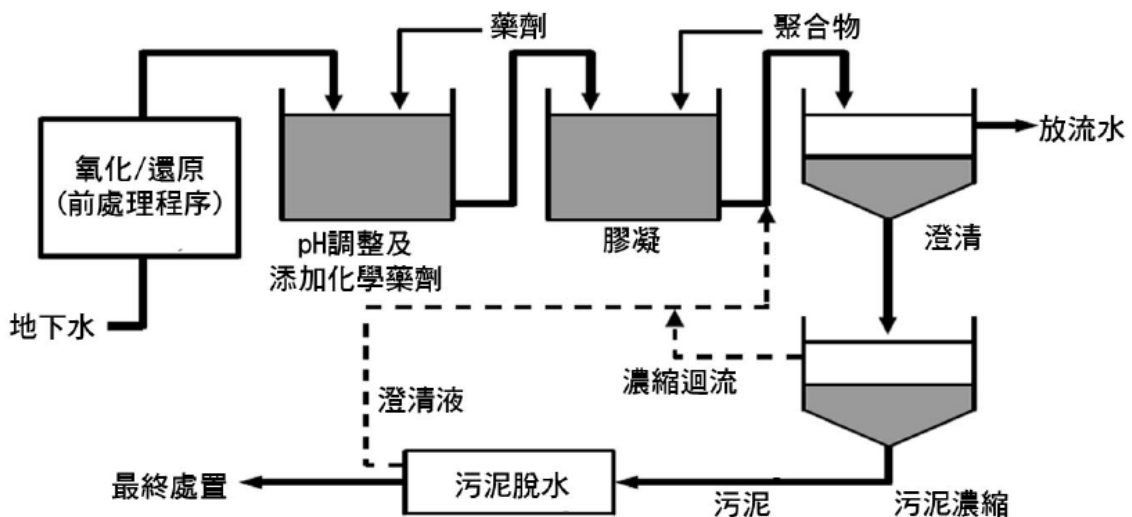 藥劑
聚合物
氧化/還原
(前處理程序)
放流水
pH調整及
添加化學藥劑
膠凝
澄清
地下水
濃縮迴流
澄清液
最終處置
污泥脫水
污泥
污泥濃縮